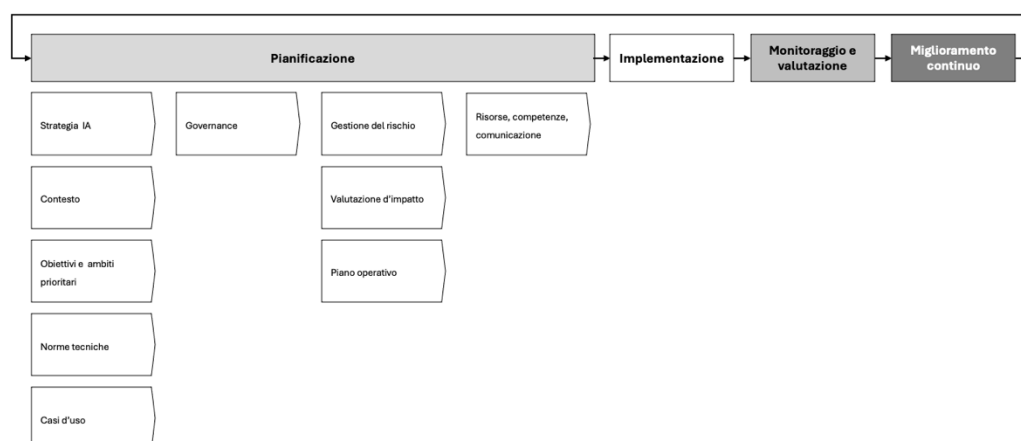 Pianificazione
Implementazione
Monitoraggio e
valutazione
Miglioramento
continuo
Strategia IA
Governance
Gestione del rischio
Risorse, competenze,
comunicazione
Contesto
Valutazione d'impatto
Obiettivi e ambiti
prioritari
Piano operativo
Norme tecniche
Casi d'uso